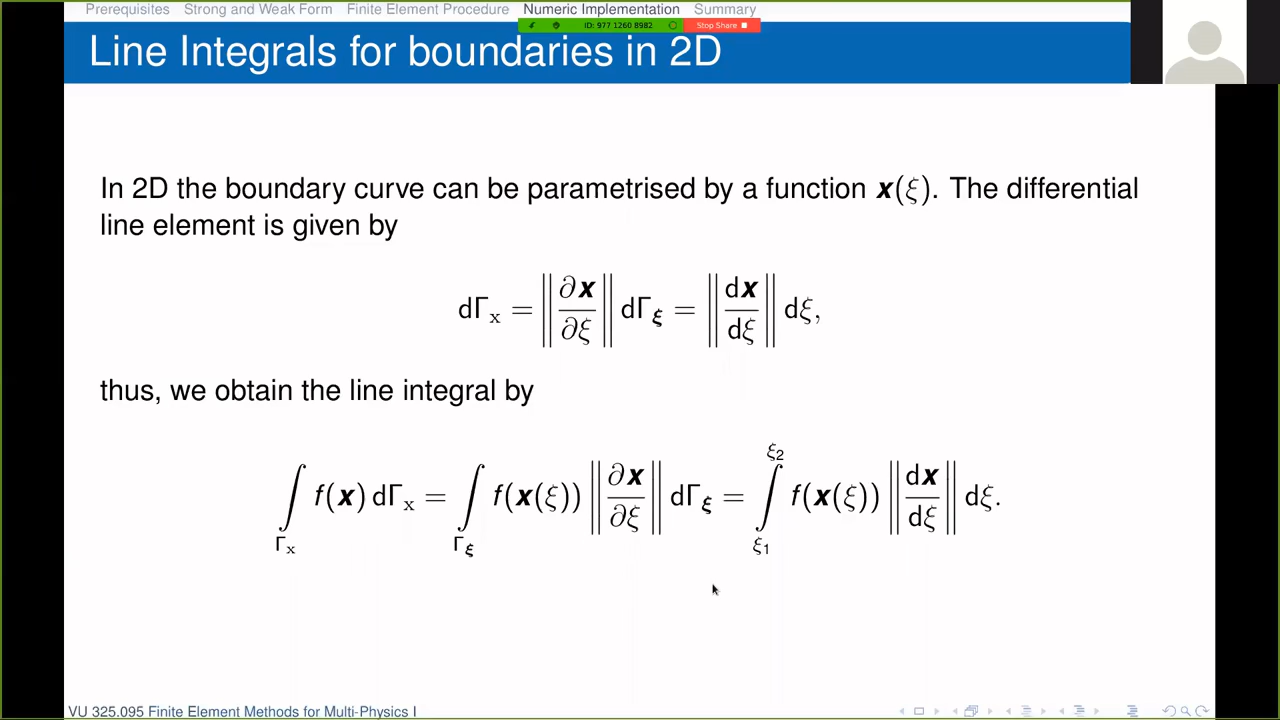 Prerequisites Strong and Weak Form Finite Element Procedure Numeric Implementation Summary
ID: 977 1260 8982 Stop Share
Line Integrals for boundaries in 2D
In 2D the boundary curve can be parametrised by a function x(ξ). The differential
line element is given by
dΓₓ = ‖∂x/∂ξ‖ dΓ_ξ = ‖dx/dξ‖ dξ,
thus, we obtain the line integral by
∫_Γₓ f(x) dΓₓ = ∫_Γ_ξ f(x(ξ)) ‖∂x/∂ξ‖ dΓ_ξ = ∫_ξ₁^ξ₂ f(x(ξ)) ‖dx/dξ‖ dξ.
VU 325.095 Finite Element Methods for Multi-Physics I